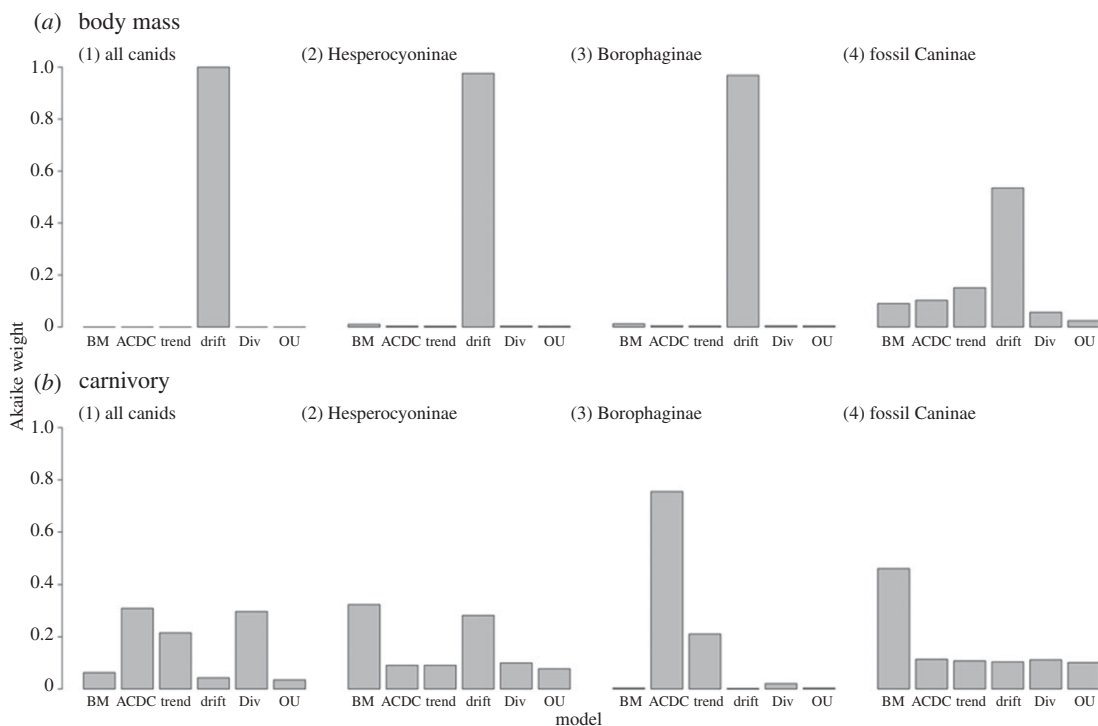 (a) body mass
(1) all canids (2) Hesperocyoninae (3) Borophaginae (4) fossil Caninae
1.0
0.8
0.6
0.4
0.2
0
BM ACDC trend drift Div OU BM ACDC trend drift Div OU BM ACDC trend drift Div OU BM ACDC trend drift Div OU
Akaike weight
(b) carnivory
(1) all canids (2) Hesperocyoninae (3) Borophaginae (4) fossil Caninae
1.0
0.8
0.6
0.4
0.2
0
BM ACDC trend drift Div OU BM ACDC trend drift Div OU BM ACDC trend drift Div OU BM ACDC trend drift Div OU
model